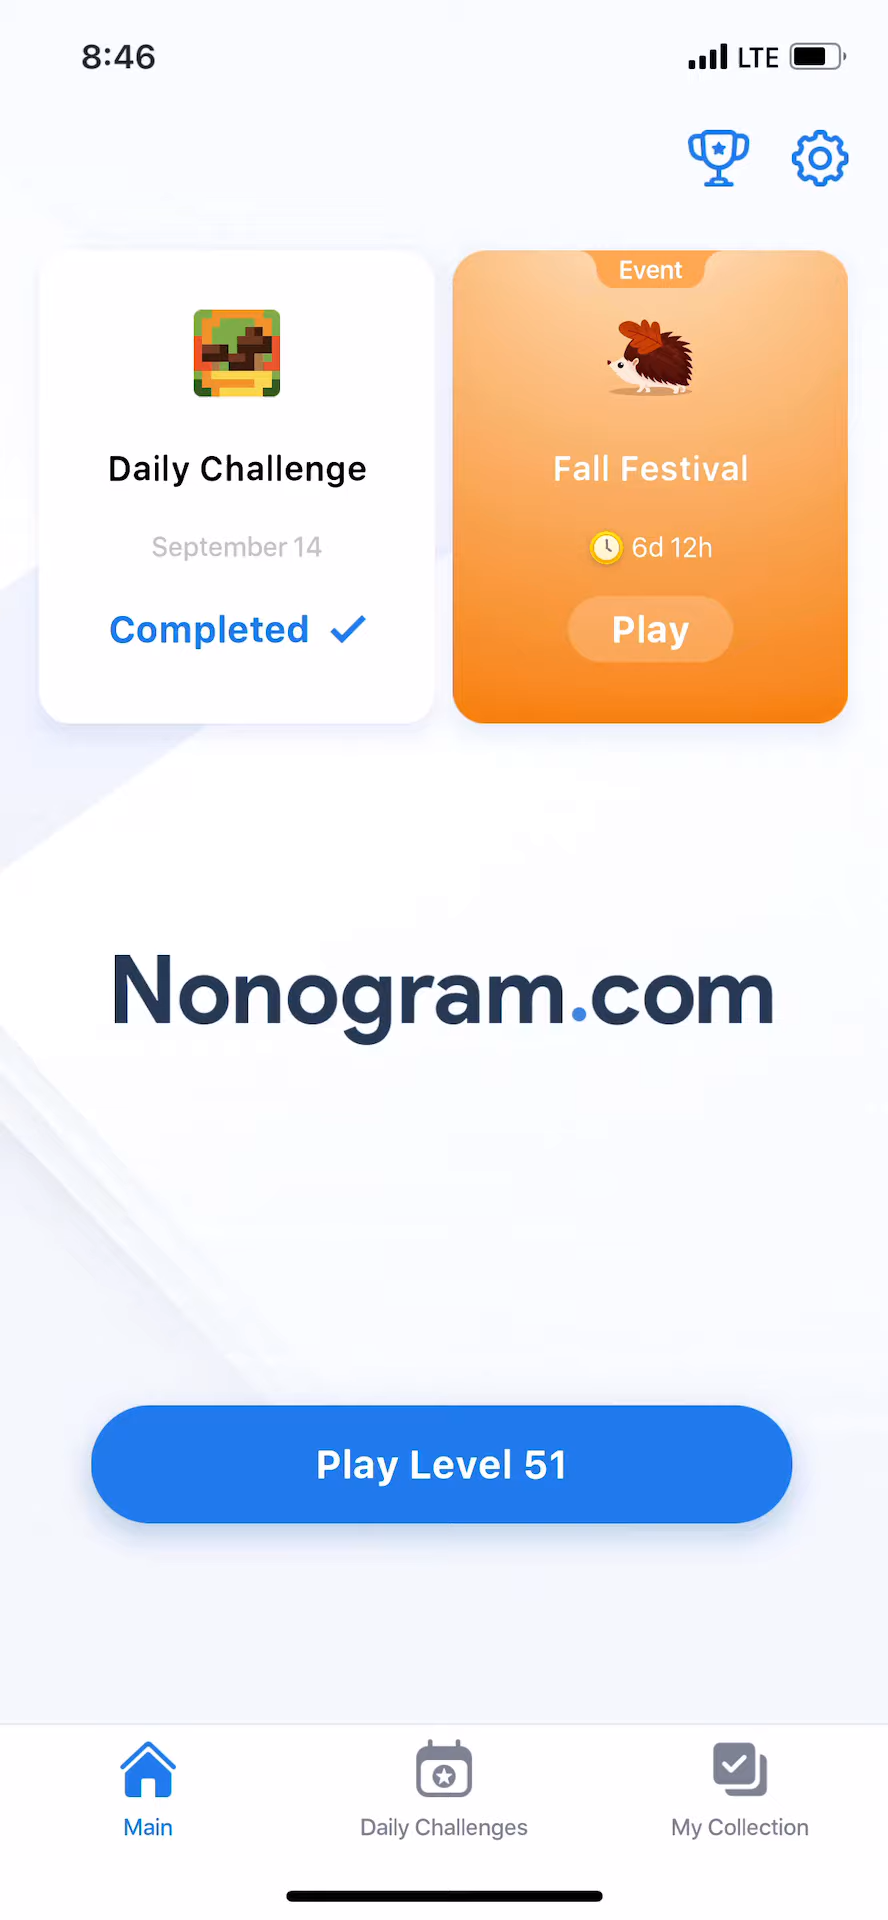 8:46
LTE
Event
Daily Challenge
September 14
Completed
Fall Festival
6d 12h
Play
Nonogram.com
Play Level 51
Main
Daily Challenges
My Collection